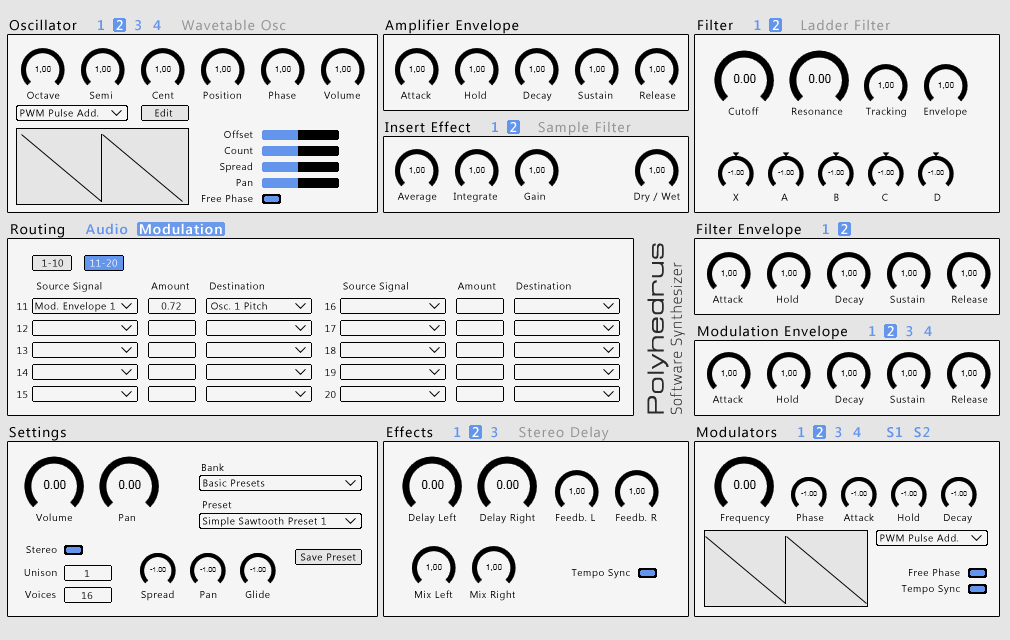 Oscillator 1 2 3 4 Wavetable Osc
1,00 1,00 1,00 1,00 1,00 1,00
Octave Semi Cent Position Phase Volume
PWM Pulse Add. Edit
Offset
Count
Spread
Pan
Free Phase
Amplifier Envelope
1,00 1,00 1,00 1,00 1,00
Attack Hold Decay Sustain Release
Insert Effect 1 2 Sample Filter
1,00 1,00 1,00 1,00
Average Integrate Gain Dry / Wet
Filter 1 2 Ladder Filter
0.00 0.00 1,00 1,00
Cutoff Resonance Tracking Envelope
-1.00 -1.00 -1.00 -1.00 -1.00
X A B C D
Routing Audio Modulation
1-10 11-20
Source Signal Amount Destination Source Signal Amount Destination
11 Mod. Envelope 1 0.72 Osc. 1 Pitch 16
12 17
13 18
14 19
15 20
Polyhedrus
Software Synthesizer
Filter Envelope 1 2
1,00 1,00 1,00 1,00 1,00
Attack Hold Decay Sustain Release
Modulation Envelope 1 2 3 4
1,00 1,00 1,00 1,00 1,00
Attack Hold Decay Sustain Release
Settings
0.00 0.00
Volume Pan
Bank
Basic Presets
Preset
Simple Sawtooth Preset 1
Save Preset
Stereo
Unison 1
Voices 16
-1.00 -1.00 -1.00
Spread Pan Glide
Effects 1 2 3 Stereo Delay
0.00 0.00 1,00 1,00
Delay Left Delay Right Feedb. L Feedb. R
1,00 1,00
Mix Left Mix Right
Tempo Sync
Modulators 1 2 3 4 S1 S2
0.00 -1.00 -1.00 -1.00 -1.00
Frequency Phase Attack Hold Decay
PWM Pulse Add.
Free Phase
Tempo Sync